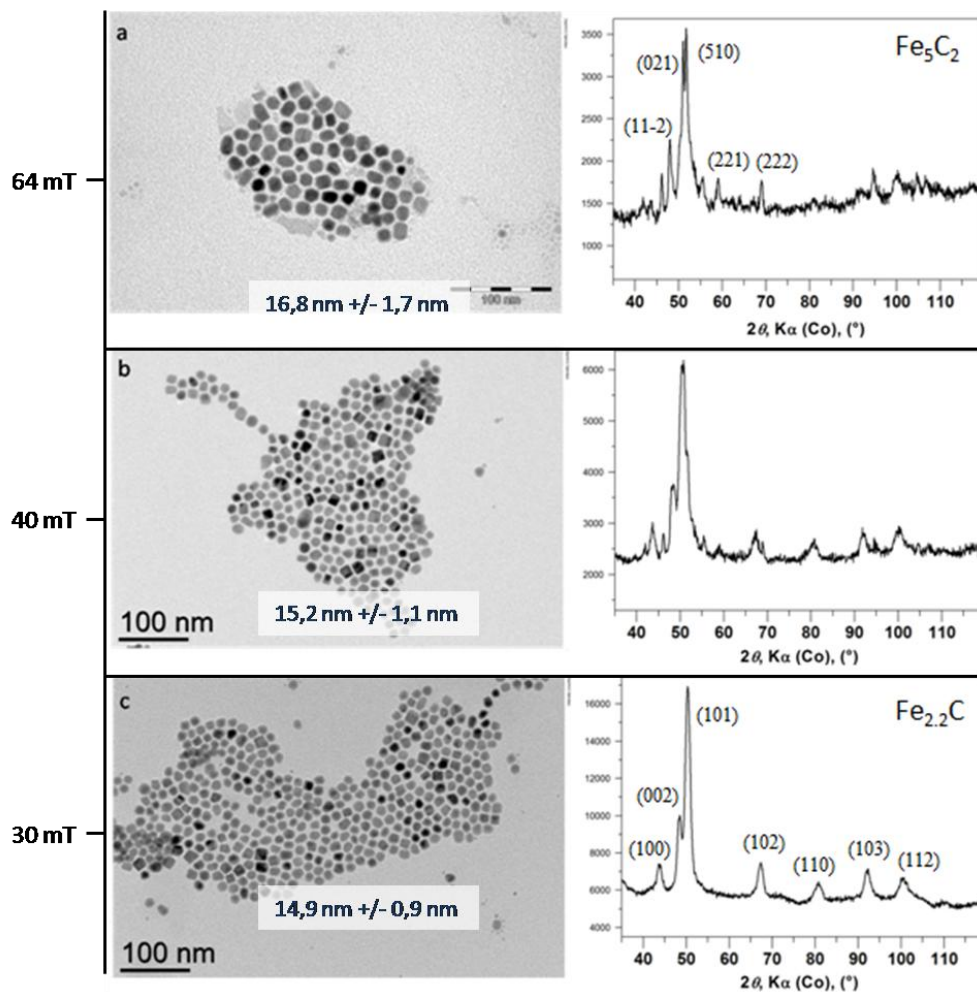 a
64 mT
16,8 nm +/- 1,7 nm
100 nm
Fe5C2
(021)
(510)
(11-2)
(221)
(222)
3500
3000
2500
2000
1500
1000
40 50 60 70 80 90 100 110
2θ, Kα (Co), (°)
b
40 mT
100 nm
15,2 nm +/- 1,1 nm
6000
5000
4000
3000
2000
40 50 60 70 80 90 100 110
2θ, Kα (Co), (°)
c
30 mT
100 nm
14,9 nm +/- 0,9 nm
Fe2.2C
(101)
(002)
(100)
(102)
(110)
(103)
(112)
16000
14000
12000
10000
8000
6000
4000
40 50 60 70 80 90 100 110
2θ, Kα (Co), (°)